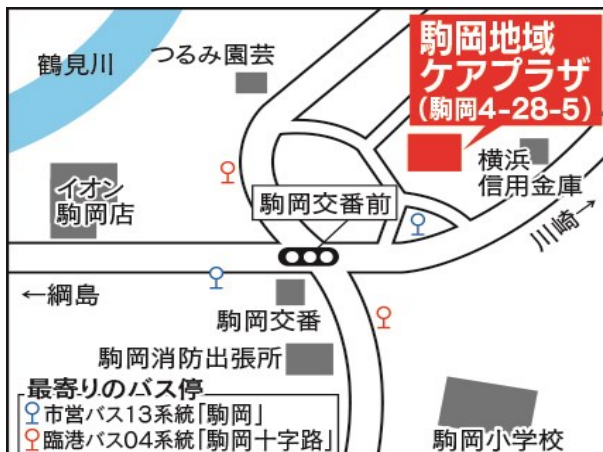 鶴見川
つるみ園芸
駒岡地域
ケアプラザ
(駒岡4-28-5)
横浜
信用金庫
イオン
駒岡店
駒岡交番前
川崎→
←綱島
駒岡交番
駒岡消防出張所
最寄りのバス停
市営バス13系統「駒岡」
臨港バス04系統「駒岡十字路」
駒岡小学校